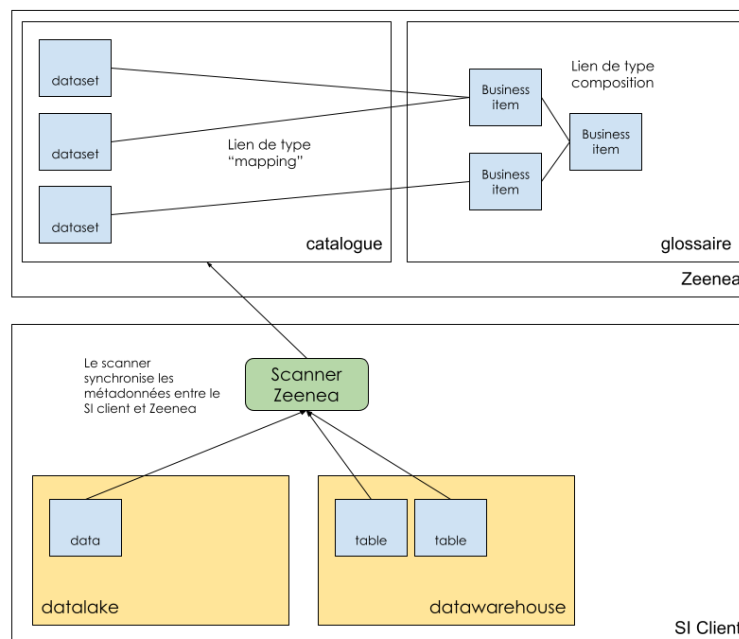 dataset
dataset
dataset
Lien de type
“mapping”
catalogue
Business
item
Business
item
Business
item
Lien de type
composition
glossaire
Zeenea
Le scanner
synchronise les
métadonnées entre le
SI client et Zeenea
Scanner
Zeenea
data
datalake
table
table
datawarehouse
SI Client